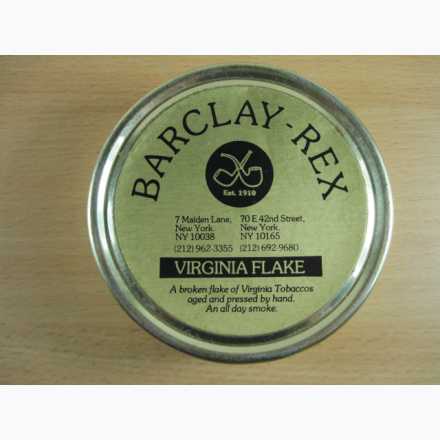 BARCLAY-REX
Est. 1910
7 Maiden Lane, 70 E 42nd Street,
New York. New York.
NY 10038 NY 10165
(212) 962-3355 (212) 692-9680
VIRGINIA FLAKE
A broken flake of Virginia Tobaccos
aged and pressed by hand.
An all day smoke.